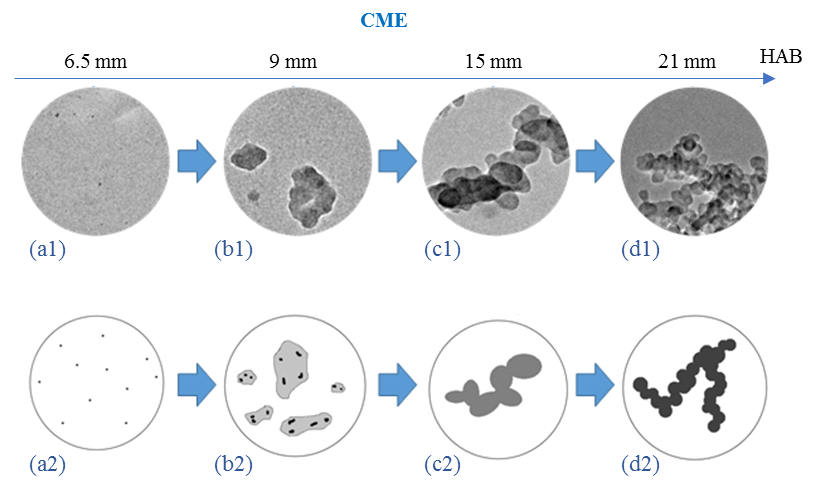 CME
6.5 mm 9 mm 15 mm 21 mm HAB
(a1) (b1) (c1) (d1)
(a2) (b2) (c2) (d2)